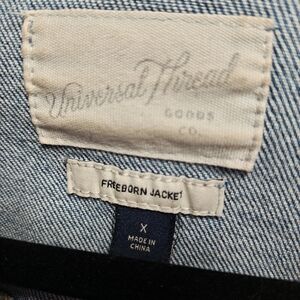 Universal Thread
GOODS
CO.
FREEBORN JACKET
X
MADE IN
CHINA